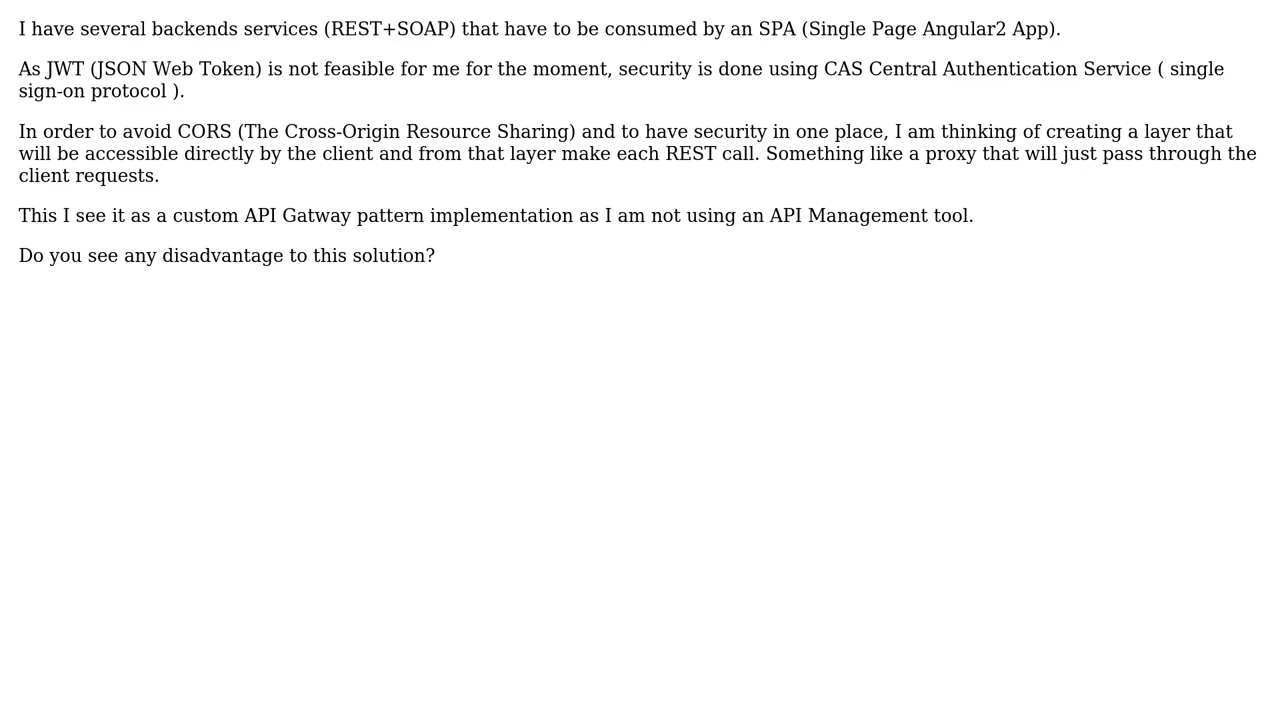 I have several backends services (REST+SOAP) that have to be consumed by an SPA (Single Page Angular2 App).
As JWT (JSON Web Token) is not feasible for me for the moment, security is done using CAS Central Authentication Service ( single
sign-on protocol ).
In order to avoid CORS (The Cross-Origin Resource Sharing) and to have security in one place, I am thinking of creating a layer that
will be accessible directly by the client and from that layer make each REST call. Something like a proxy that will just pass through the
client requests.
This I see it as a custom API Gatway pattern implementation as I am not using an API Management tool.
Do you see any disadvantage to this solution?